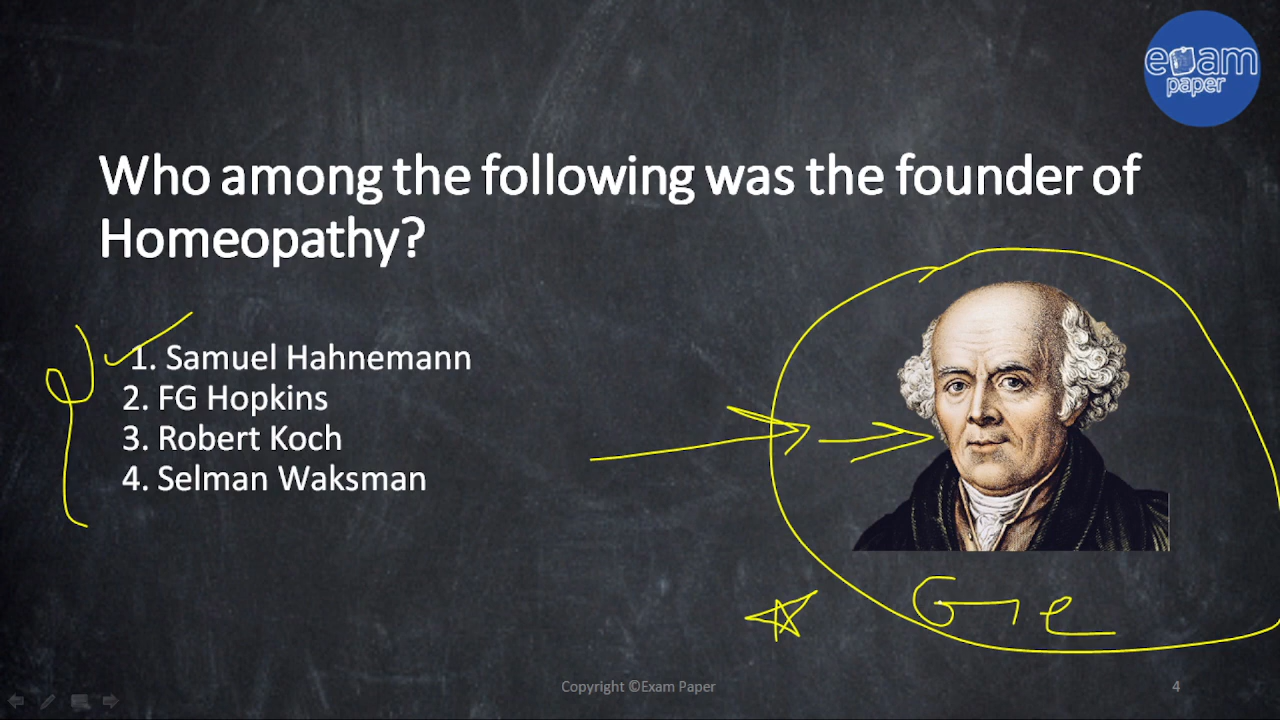 exam
paper
Who among the following was the founder of
Homeopathy?
1. Samuel Hahnemann
2. FG Hopkins
3. Robert Koch
4. Selman Waksman
Copyright ©Exam Paper
4